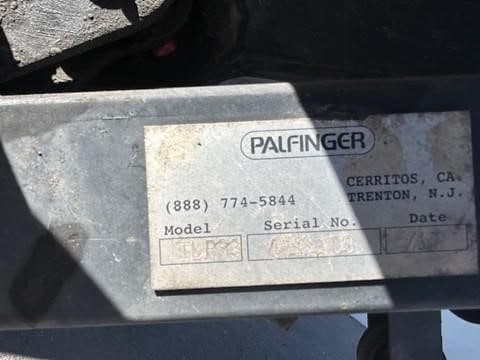 PALFINGER
CERRITOS, CA.
(888) 774-5844 TRENTON, N.J.
Model Serial No. Date